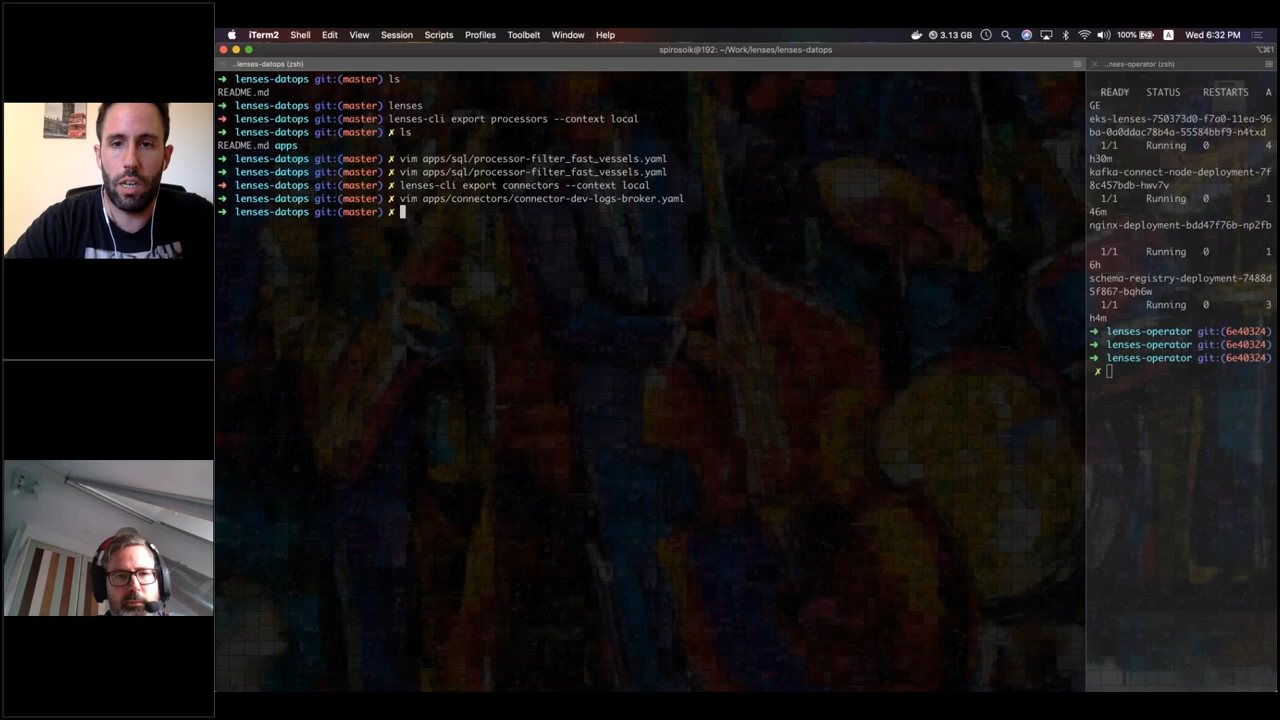 iTerm2 Shell Edit View Session Scripts Profiles Toolbelt Window Help 3.13 GB 100% A Wed 6:32 PM
spirosoik@192: ~/Work/lenses/lenses-datops ⌥⌘1
..lenses-datops (zsh)
➜ lenses-datops git:(master) ls
README.md
➜ lenses-datops git:(master) lenses
➜ lenses-datops git:(master) lenses-cli export processors --context local
➜ lenses-datops git:(master) ✗ ls
README.md apps
➜ lenses-datops git:(master) ✗ vim apps/sql/processor-filter_fast_vessels.yaml
➜ lenses-datops git:(master) ✗ vim apps/sql/processor-filter_fast_vessels.yaml
➜ lenses-datops git:(master) ✗ lenses-cli export connectors --context local
➜ lenses-datops git:(master) ✗ vim apps/connectors/connector-dev-logs-broker.yaml
➜ lenses-datops git:(master) ✗
..nses-operator (zsh)
READY STATUS RESTARTS A
GE
eks-lenses-750373d0-f7a0-11ea-96
ba-0a0ddac78b4a-55584bbf9-n4txd
1/1 Running 0 4
h30m
kafka-connect-node-deployment-7f
8c457bdb-hwv7v
1/1 Running 0 1
46m
nginx-deployment-bdd47f76b-np2fb
1/1 Running 0 1
6h
schema-registry-deployment-7488d
5f867-bqh6w
1/1 Running 0 3
h4m
➜ lenses-operator git:(6e40324)
➜ lenses-operator git:(6e40324)
➜ lenses-operator git:(6e40324)
✗